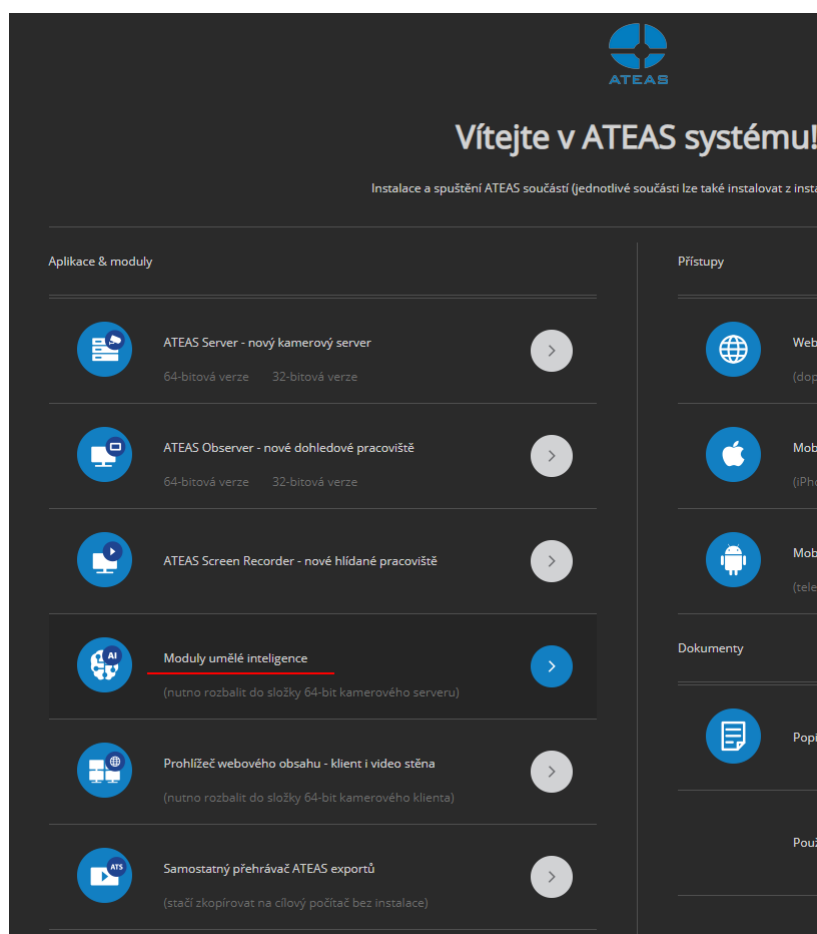 ATEAS
Vítejte v ATEAS systému!
Instalace a spuštění ATEAS součástí (jednotlivé součásti lze také instalovat z
Aplikace & moduly
ATEAS Server - nový kamerový server
64-bitová verze 32-bitová verze
ATEAS Observer - nové dohledové pracoviště
64-bitová verze 32-bitová verze
ATEAS Screen Recorder - nové hlídané pracoviště
AI
Moduly umělé inteligence
(nutno rozbalit do složky 64-bit kamerového serveru)
Prohlížeč webového obsahu - klient i video stěna
(nutno rozbalit do složky 64-bit kamerového klienta)
ATS
Samostatný přehrávač ATEAS exportů
(stačí zkopírovat na cílový počítač bez instalace)
Přístupy
Web
Mob
Mob
Dokumenty